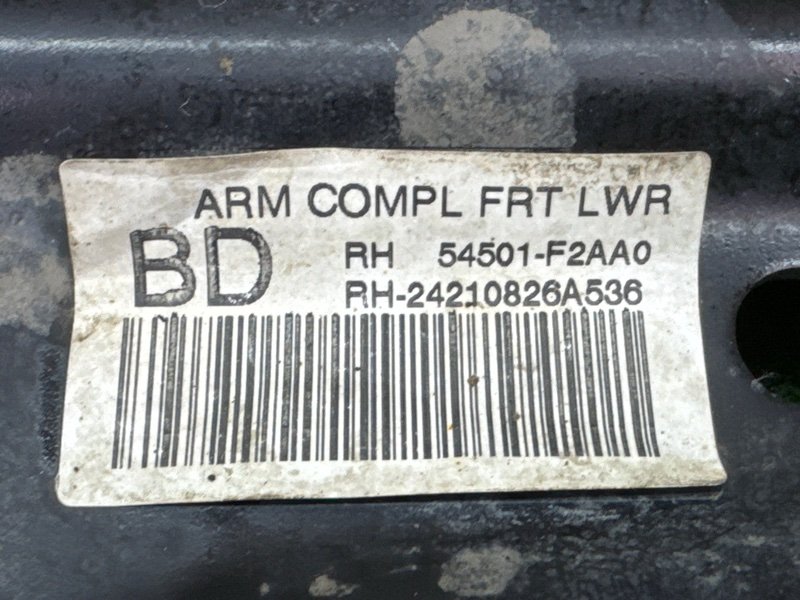 ARM COMPL FRT LWR
BD
RH 54501-F2AA0
RH-24210826A536